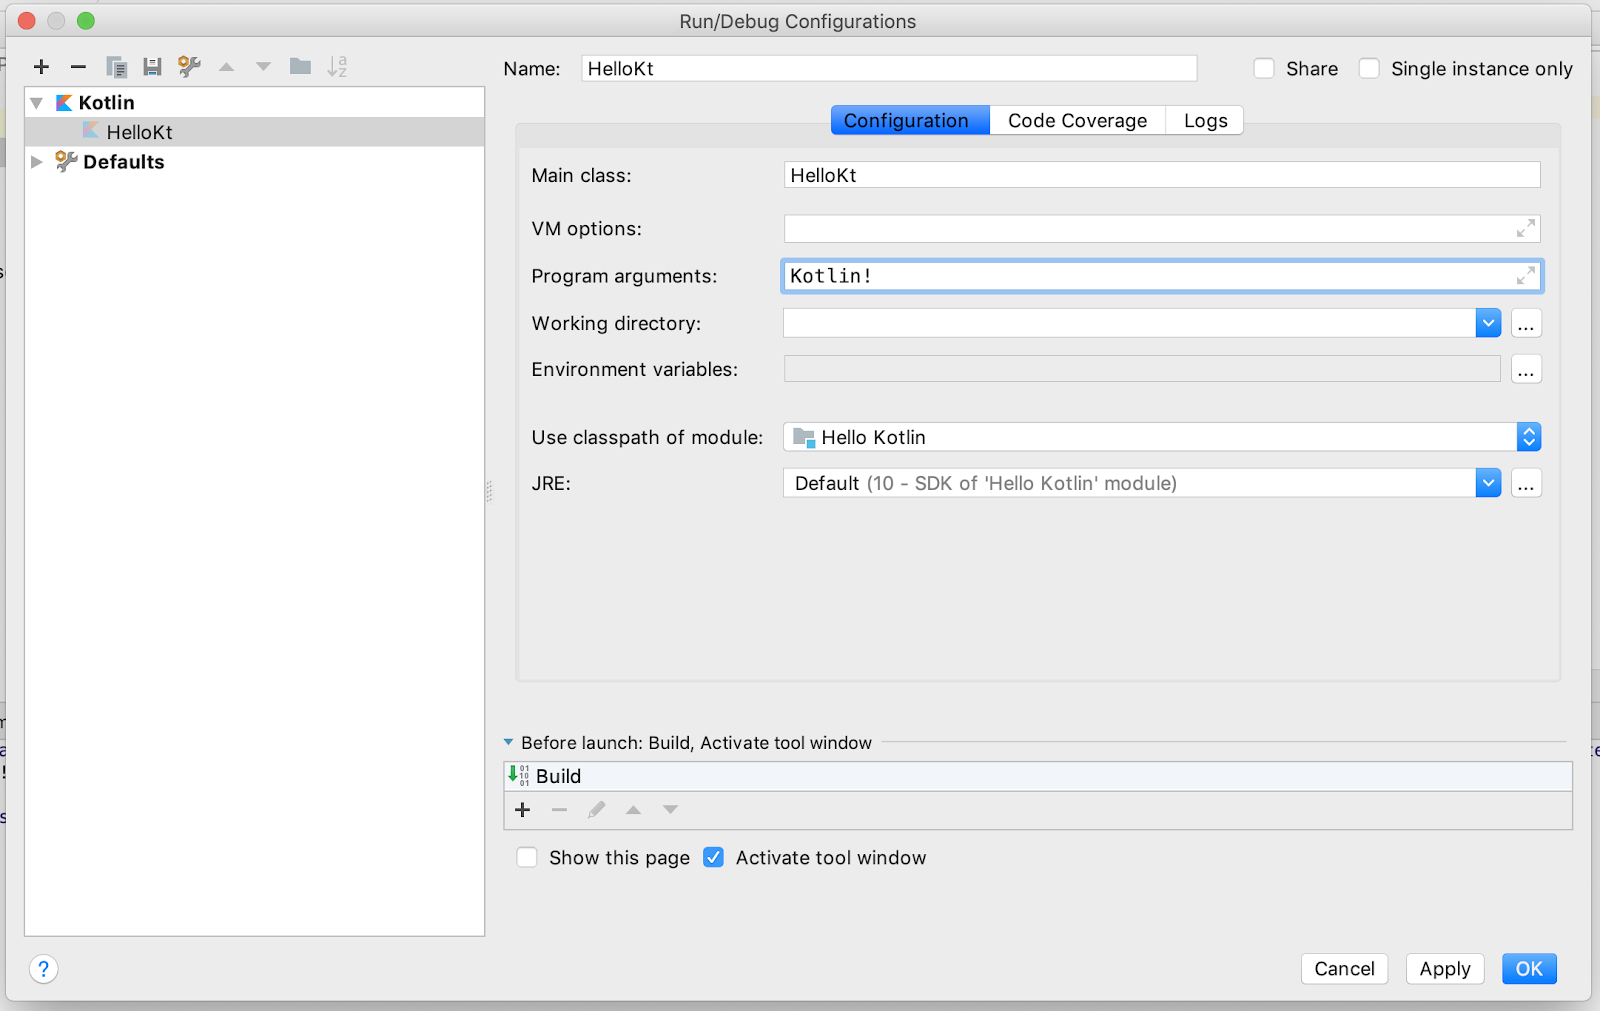 Run/Debug Configurations
Name: HelloKt Share Single instance only
Kotlin
HelloKt
Defaults
Configuration Code Coverage Logs
Main class: HelloKt
VM options:
Program arguments: Kotlin!
Working directory:
...
Environment variables:
...
Use classpath of module: Hello Kotlin
JRE: Default (10 - SDK of 'Hello Kotlin' module)
...
Before launch: Build, Activate tool window
Build
Show this page Activate tool window
?
Cancel Apply OK